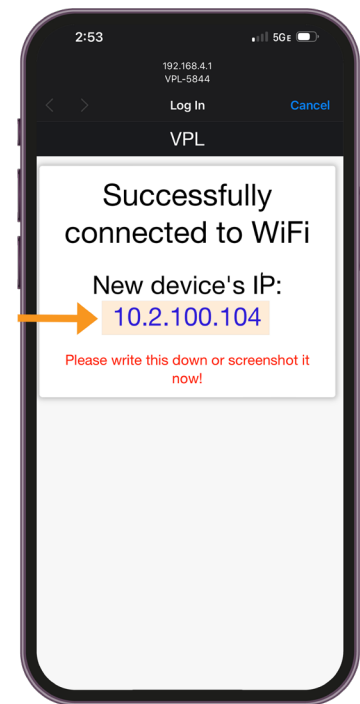 2:53 5GE
192.168.4.1
VPL-5844
Log In Cancel
VPL
Successfully
connected to WiFi
New device's IP:
10.2.100.104
Please write this down or screenshot it
now!